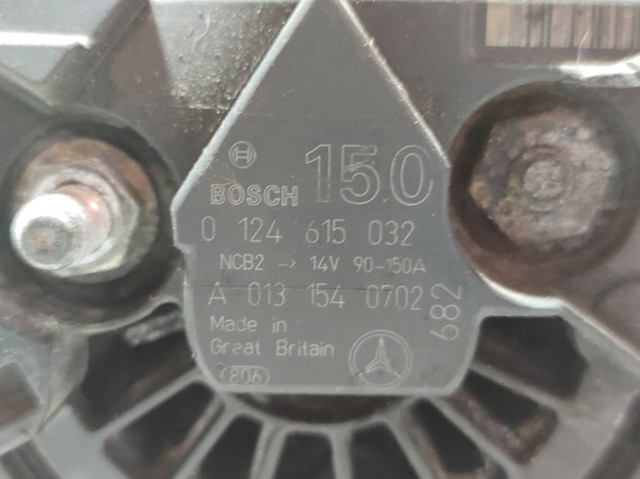 BOSCH 150
0 124 615 032
NCB2 -> 14V 90-150A
A 013 154 0702
682
Made in
Great Britain
806